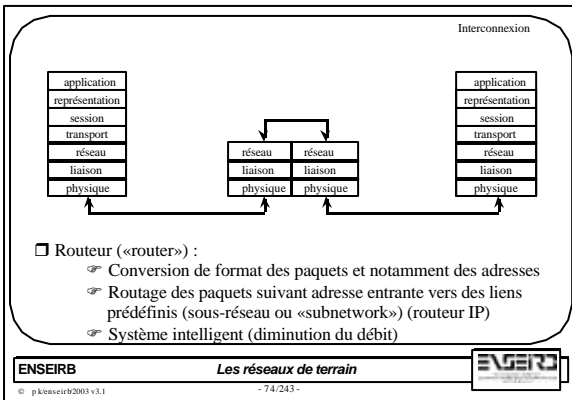 Interconnexion
application
représentation
session
transport
réseau
liaison
physique
réseau réseau
liaison liaison
physique physique
application
représentation
session
transport
réseau
liaison
physique
Routeur («router») :
Conversion de format des paquets et notamment des adresses
Routage des paquets suivant adresse entrante vers des liens
prédéfinis (sous-réseau ou «subnetwork») (routeur IP)
Système intelligent (diminution du débit)
ENSEIRB Les réseaux de terrain
ENSEIRB
© p k/enseirb/2003 v3.1 - 74/243 -